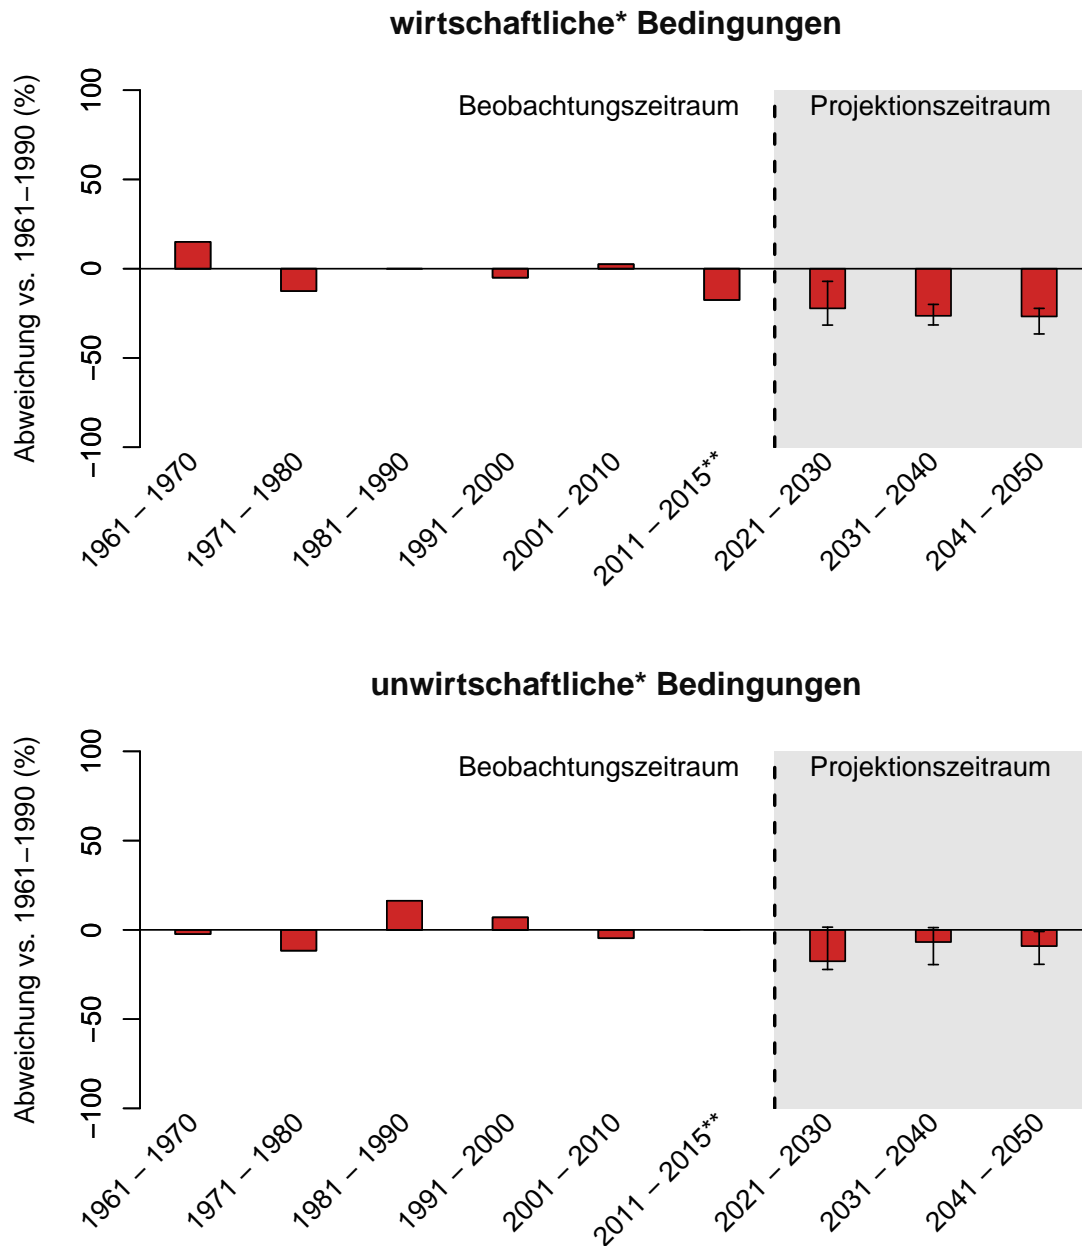 wirtschaftliche* Bedingungen
Abweichung vs. 1961–1990 (%)
100
50
0
−50
−100
Beobachtungszeitraum
Projektionszeitraum
1961 – 1970
1971 – 1980
1981 – 1990
1991 – 2000
2001 – 2010
2011 – 2015**
2021 – 2030
2031 – 2040
2041 – 2050
unwirtschaftliche* Bedingungen
Abweichung vs. 1961–1990 (%)
100
50
0
−50
−100
Beobachtungszeitraum
Projektionszeitraum
1961 – 1970
1971 – 1980
1981 – 1990
1991 – 2000
2001 – 2010
2011 – 2015**
2021 – 2030
2031 – 2040
2041 – 2050